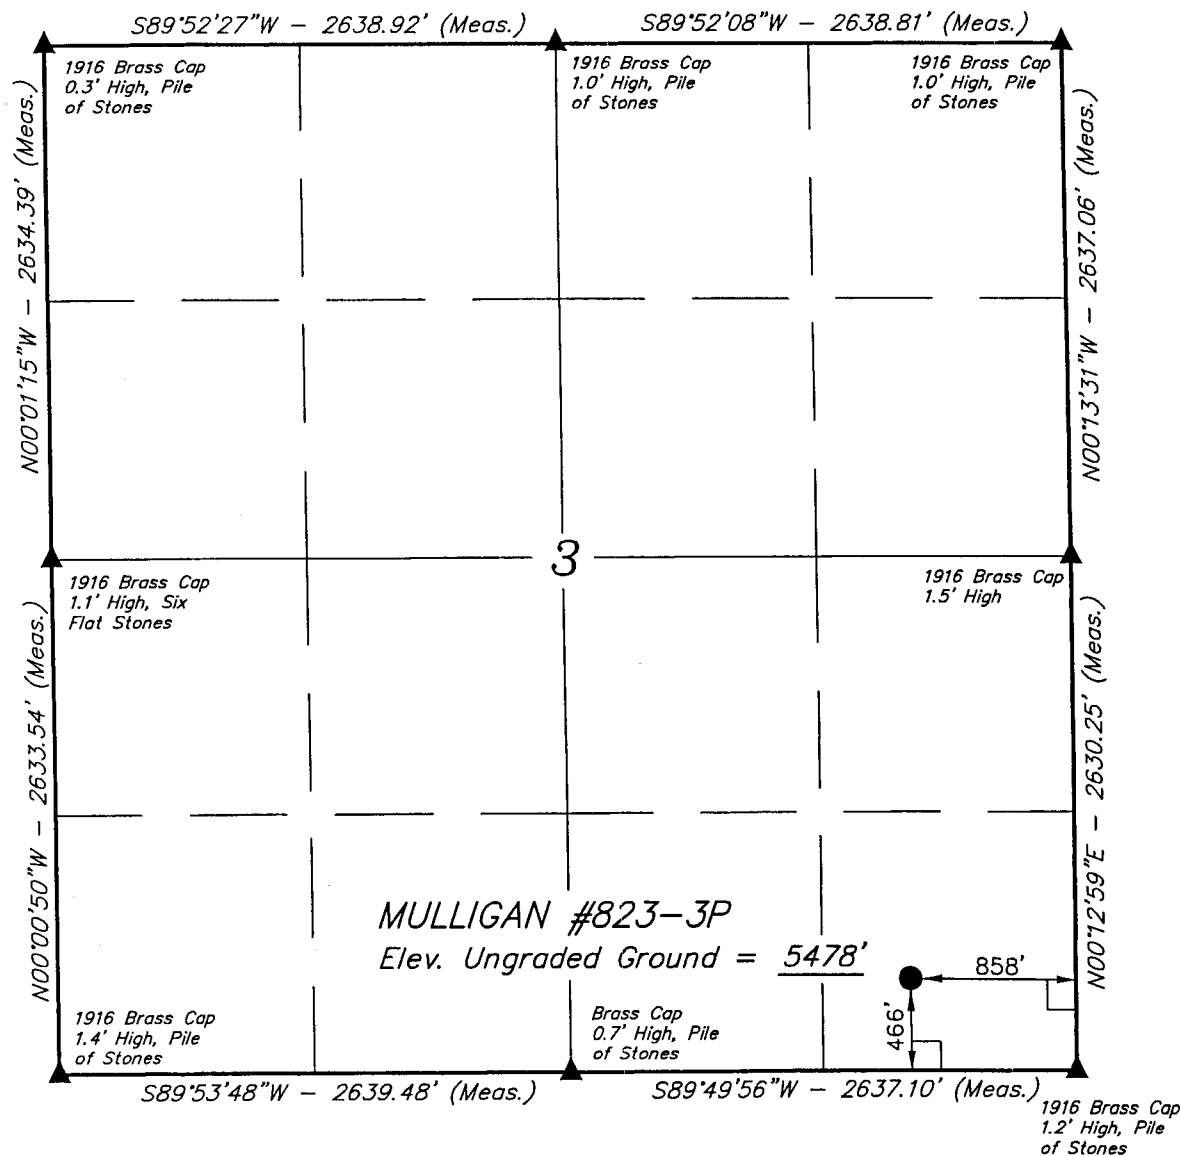 S89°52'27"W – 2638.92' (Meas.)
S89°52'08"W – 2638.81' (Meas.)
1916 Brass Cap
0.3' High, Pile
of Stones
1916 Brass Cap
1.0' High, Pile
of Stones
1916 Brass Cap
1.0' High, Pile
of Stones
N00°01'15"W – 2634.39' (Meas.)
N00°13'31"W – 2637.06' (Meas.)
3
1916 Brass Cap
1.1' High, Six
Flat Stones
1916 Brass Cap
1.5' High
N00°00'50"W – 2633.54' (Meas.)
N00°12'59"E – 2630.25' (Meas.)
MULLIGAN #823–3P
Elev. Ungraded Ground = 5478'
858'
466'
1916 Brass Cap
1.4' High, Pile
of Stones
Brass Cap
0.7' High, Pile
of Stones
S89°53'48"W – 2639.48' (Meas.)
S89°49'56"W – 2637.10' (Meas.)
1916 Brass Cap
1.2' High, Pile
of Stones